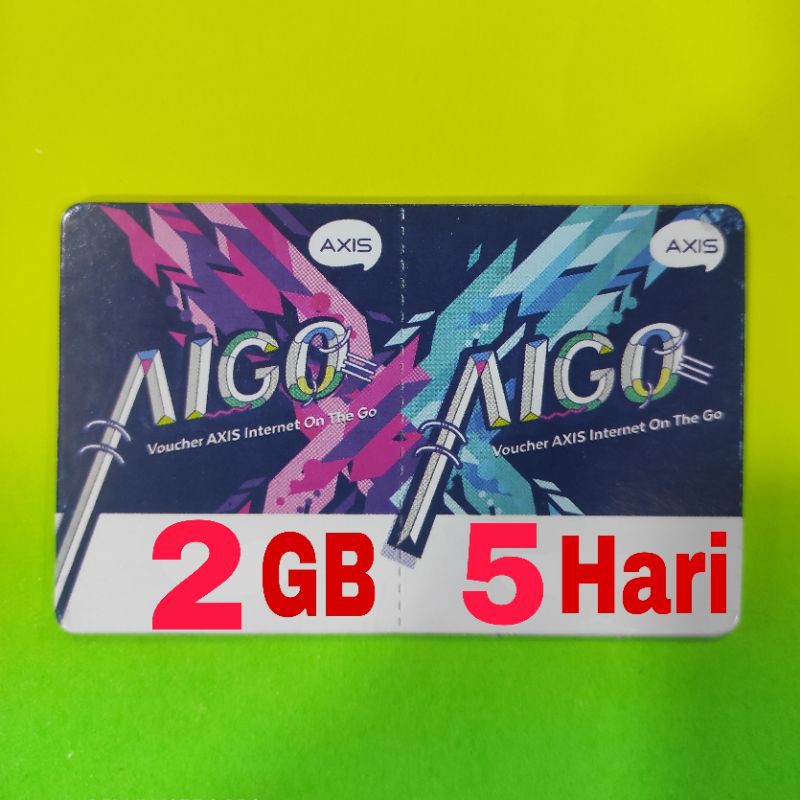 AXIS
AIGO
Voucher AXIS Internet On The Go
AXIS
AIGO
Voucher AXIS Internet On The Go
2 GB 5 Hari